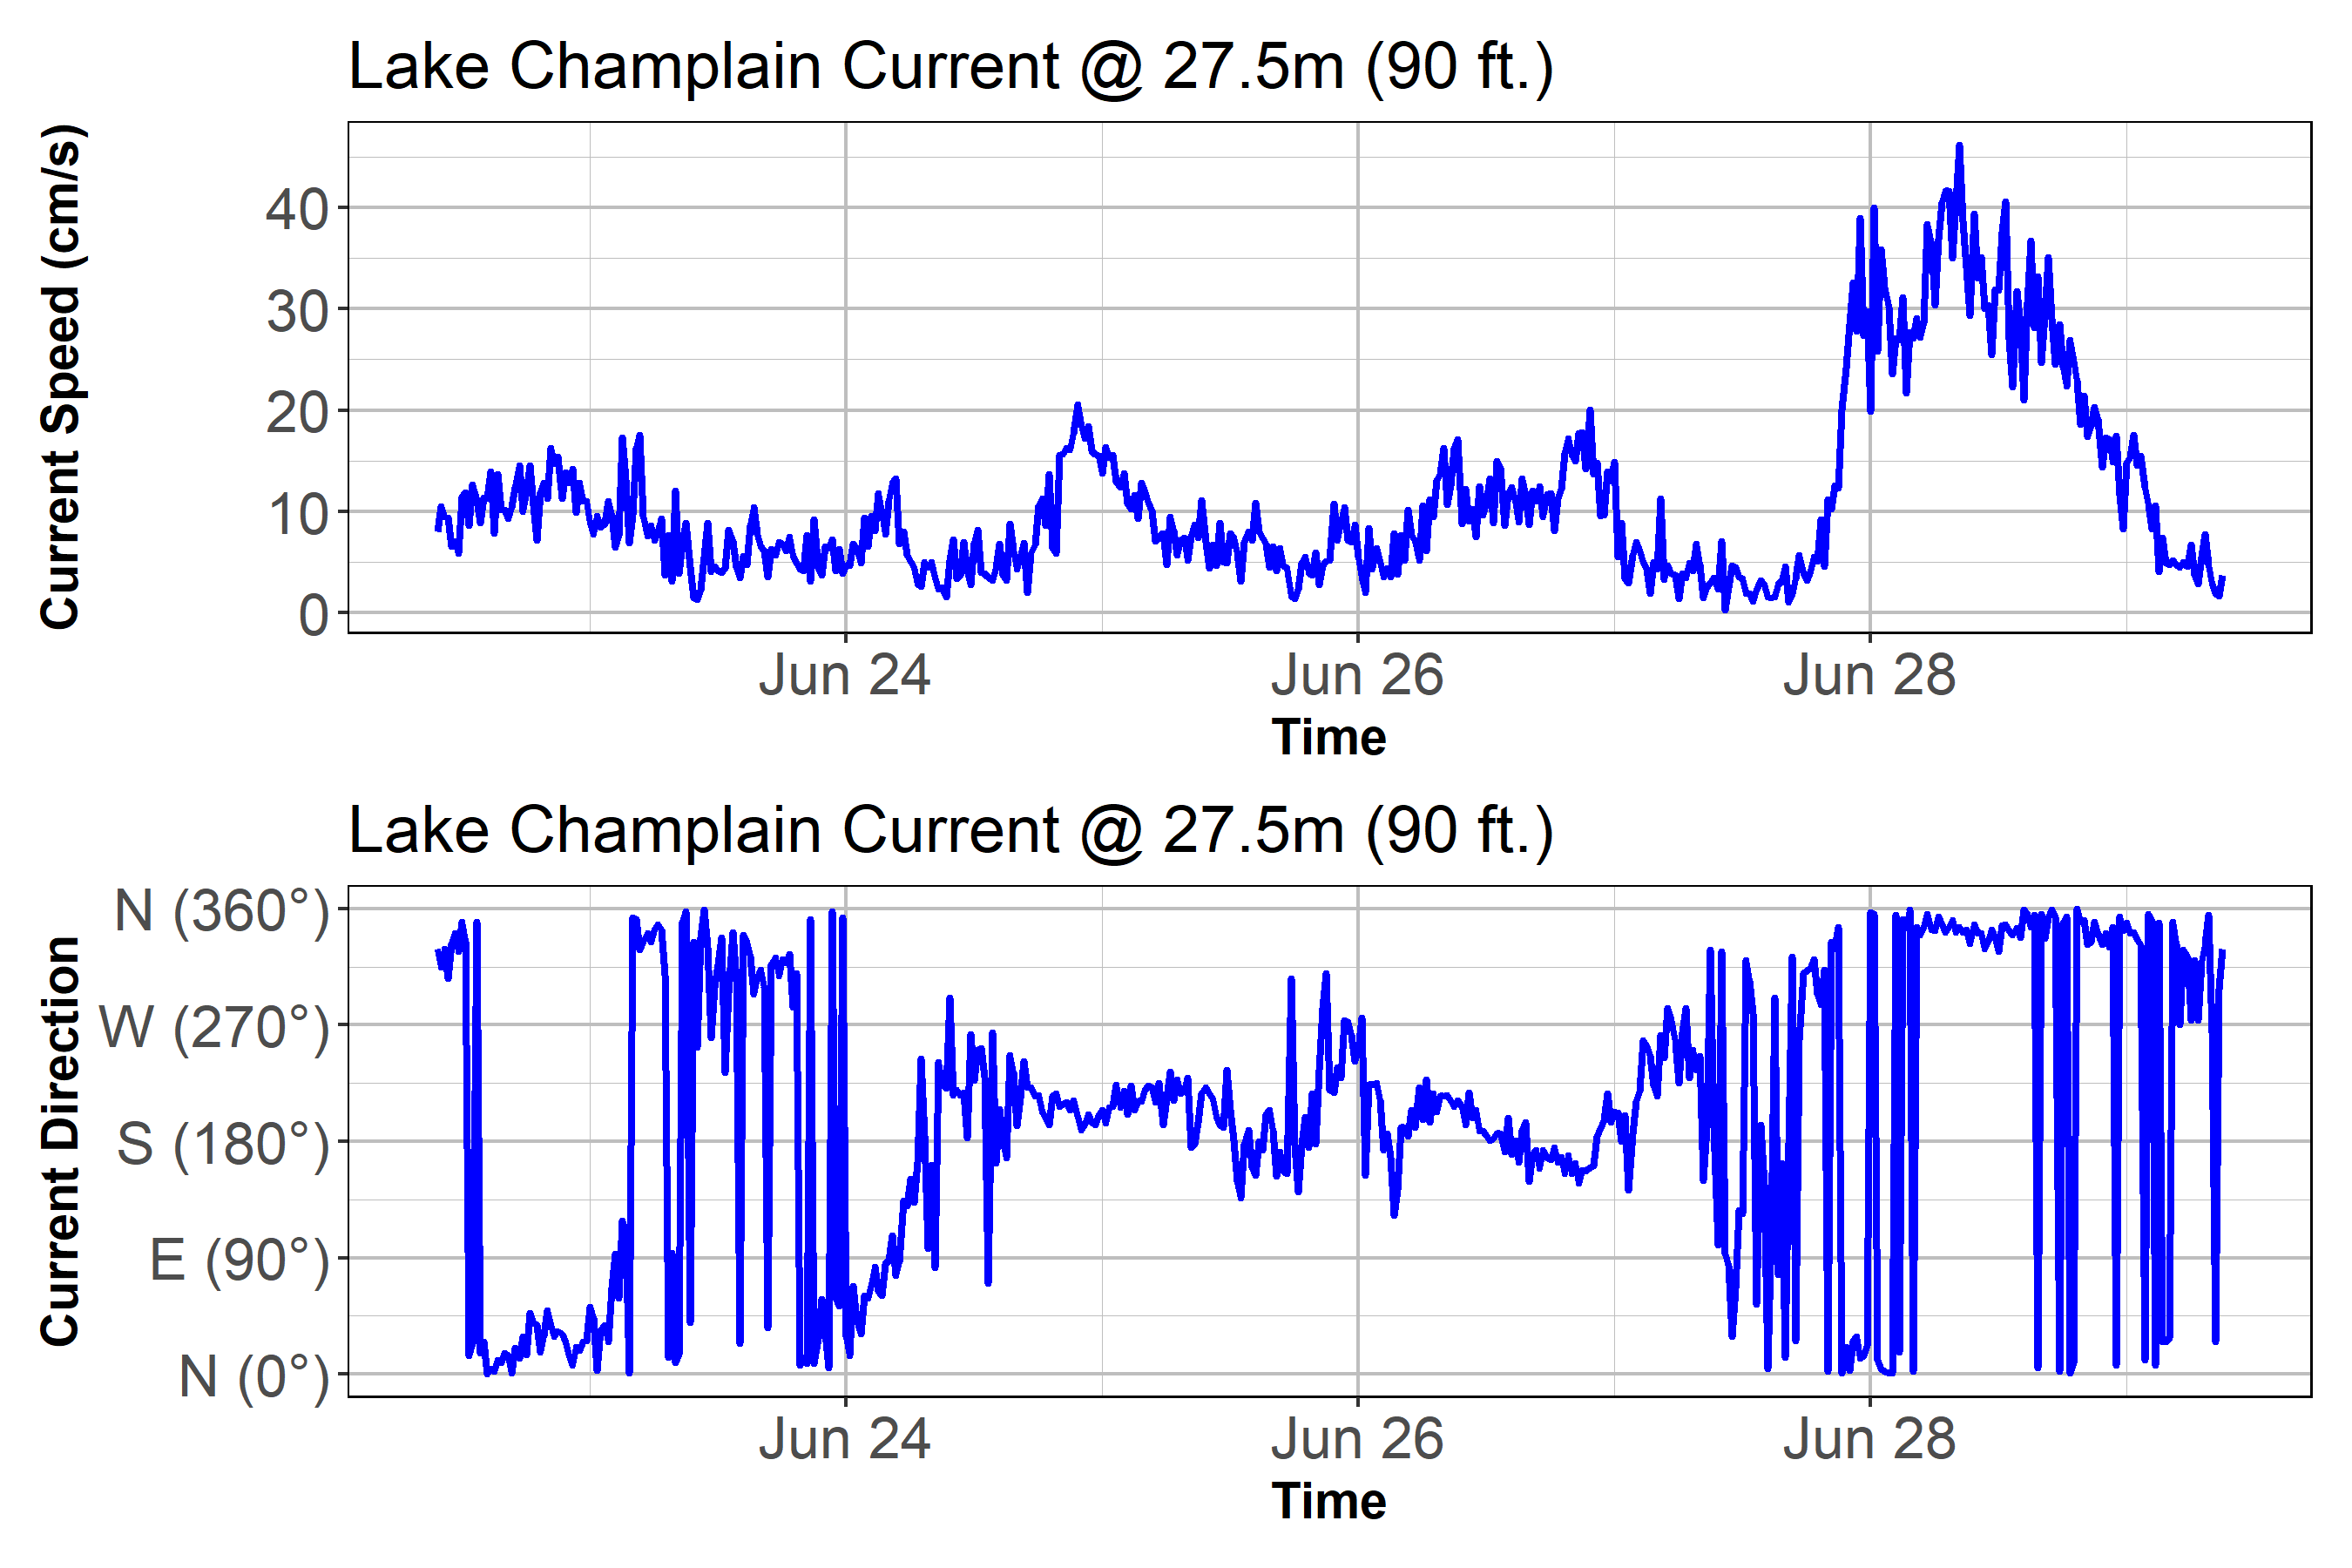 Lake Champlain Current @ 27.5m (90 ft.)
Current Speed (cm/s)
40
30
20
10
0
Jun 24 Jun 26 Jun 28
Time
Lake Champlain Current @ 27.5m (90 ft.)
Current Direction
N (360°)
W (270°)
S (180°)
E (90°)
N (0°)
Jun 24 Jun 26 Jun 28
Time